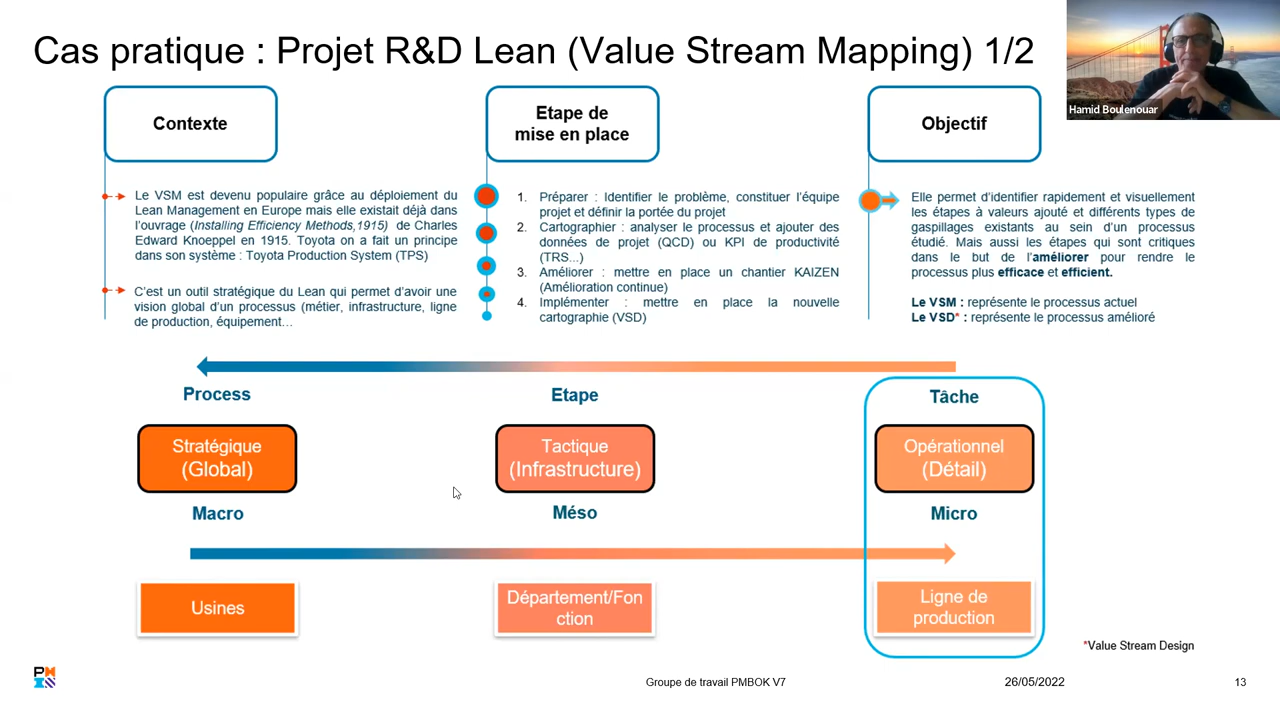 Cas pratique : Projet R&D Lean (Value Stream Mapping) 1/2
Hamid Boulenouar
Contexte
Le VSM est devenu populaire grâce au déploiement du
Lean Management en Europe mais elle existait déjà dans
l'ouvrage (Installing Efficiency Methods,1915) de Charles
Edward Knoeppel en 1915. Toyota on a fait un principe
dans son système : Toyota Production System (TPS)
C'est un outil stratégique du Lean qui permet d'avoir une
vision global d'un processus (métier, infrastructure, ligne
de production, équipement…
Etape de
mise en place
1. Préparer : Identifier le problème, constituer l'équipe
projet et définir la portée du projet
2. Cartographier : analyser le processus et ajouter des
données de projet (QCD) ou KPI de productivité
(TRS...)
3. Améliorer : mettre en place un chantier KAIZEN
(Amélioration continue)
4. Implémenter : mettre en place la nouvelle
cartographie (VSD)
Objectif
Elle permet d'identifier rapidement et visuellement
les étapes à valeurs ajouté et différents types de
gaspillages existants au sein d'un processus
étudié. Mais aussi les étapes qui sont critiques
dans le but de l'améliorer pour rendre le
processus plus efficace et efficient.
Le VSM : représente le processus actuel
Le VSD* : représente le processus amélioré
Process
Etape
Tâche
Stratégique
(Global)
Tactique
(Infrastructure)
Opérationnel
(Détail)
Macro
Méso
Micro
Usines
Département/Fon
ction
Ligne de
production
*Value Stream Design
PMI
Groupe de travail PMBOK V7
26/05/2022
13